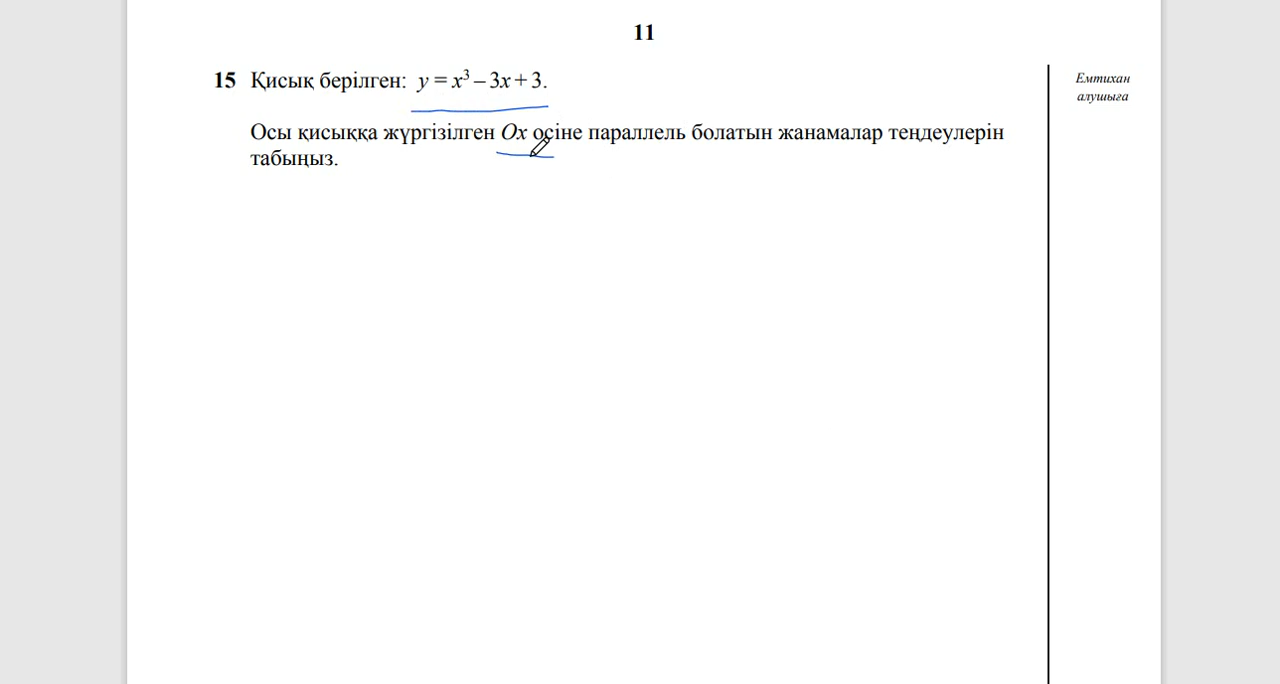 11
15 Қисық берілген: y = x³ – 3x + 3.
Емтихан
алушыға
Осы қисыққа жүргізілген Ox осіне параллель болатын жанамалар теңдеулерін
табыңыз.